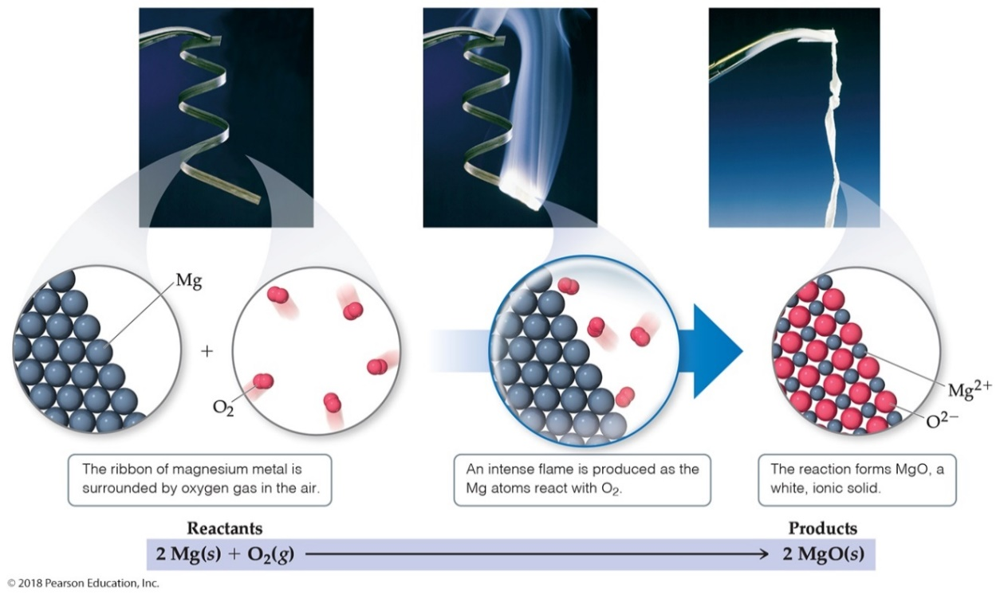 Mg
+
O₂
Mg²⁺
O²⁻
The ribbon of magnesium metal is
surrounded by oxygen gas in the air.
An intense flame is produced as the
Mg atoms react with O₂.
The reaction forms MgO, a
white, ionic solid.
Reactants
Products
2 Mg(s) + O₂(g) ⟶ 2 MgO(s)
© 2018 Pearson Education, Inc.